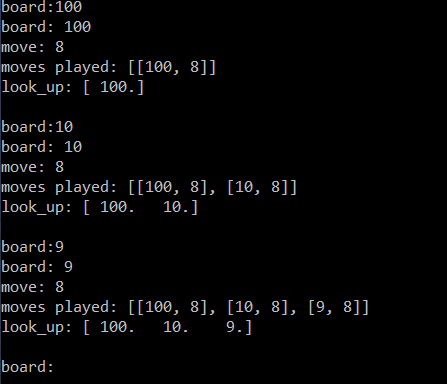 board:100
board: 100
move: 8
moves played: [[100, 8]]
look_up: [ 100.]
board:10
board: 10
move: 8
moves played: [[100, 8], [10, 8]]
look_up: [ 100.   10.]
board:9
board: 9
move: 8
moves played: [[100, 8], [10, 8], [9, 8]]
look_up: [ 100.   10.    9.]
board: